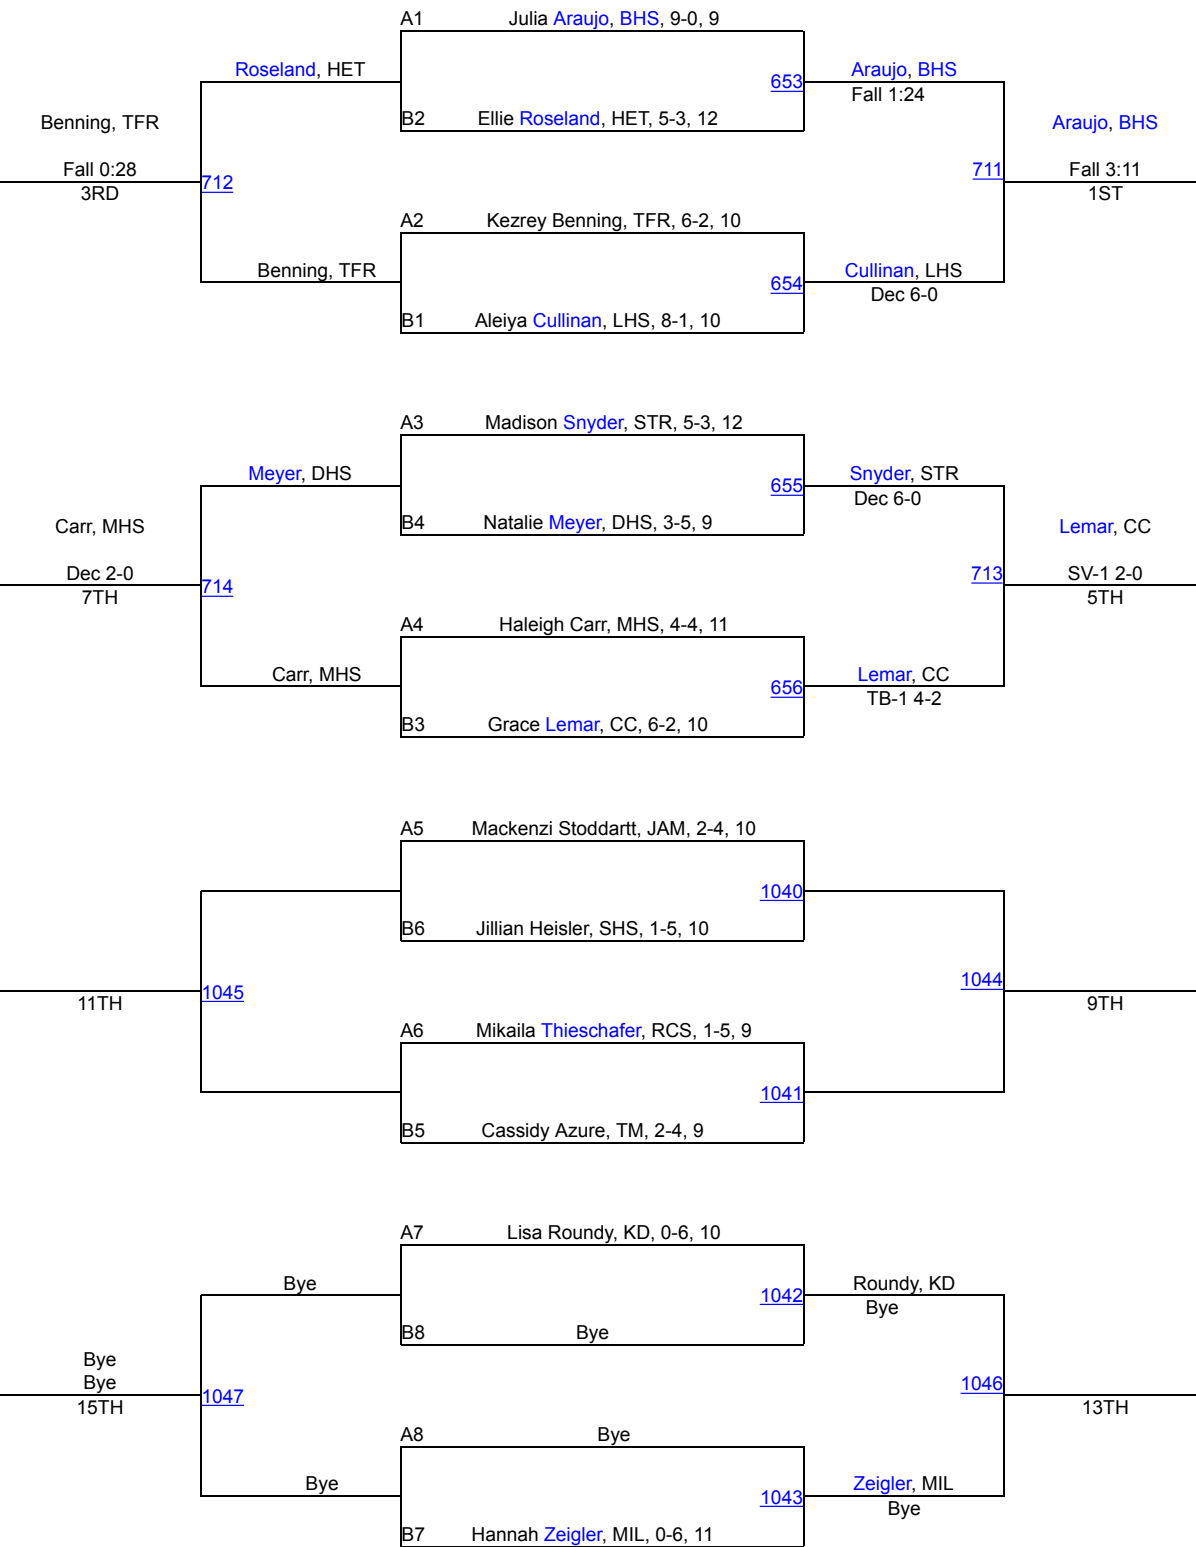 A1 Julia Araujo, BHS, 9-0, 9
Roseland, HET
653
Araujo, BHS
Fall 1:24
B2 Ellie Roseland, HET, 5-3, 12
Benning, TFR
Araujo, BHS
Fall 0:28
3RD
712
711
Fall 3:11
1ST
A2 Kezrey Benning, TFR, 6-2, 10
Benning, TFR
654
Cullinan, LHS
Dec 6-0
B1 Aleiya Cullinan, LHS, 8-1, 10
A3 Madison Snyder, STR, 5-3, 12
Meyer, DHS
655
Snyder, STR
Dec 6-0
B4 Natalie Meyer, DHS, 3-5, 9
Carr, MHS
Lemar, CC
Dec 2-0
7TH
714
713
SV-1 2-0
5TH
A4 Haleigh Carr, MHS, 4-4, 11
Carr, MHS
656
Lemar, CC
TB-1 4-2
B3 Grace Lemar, CC, 6-2, 10
A5 Mackenzi Stoddartt, JAM, 2-4, 10
1040
B6 Jillian Heisler, SHS, 1-5, 10
11TH
1045
1044
9TH
A6 Mikaila Thieschafer, RCS, 1-5, 9
1041
B5 Cassidy Azure, TM, 2-4, 9
A7 Lisa Roundy, KD, 0-6, 10
Bye
1042
Roundy, KD
Bye
B8 Bye
Bye
Bye
15TH
1047
1046
13TH
A8 Bye
Bye
1043
Zeigler, MIL
Bye
B7 Hannah Zeigler, MIL, 0-6, 11